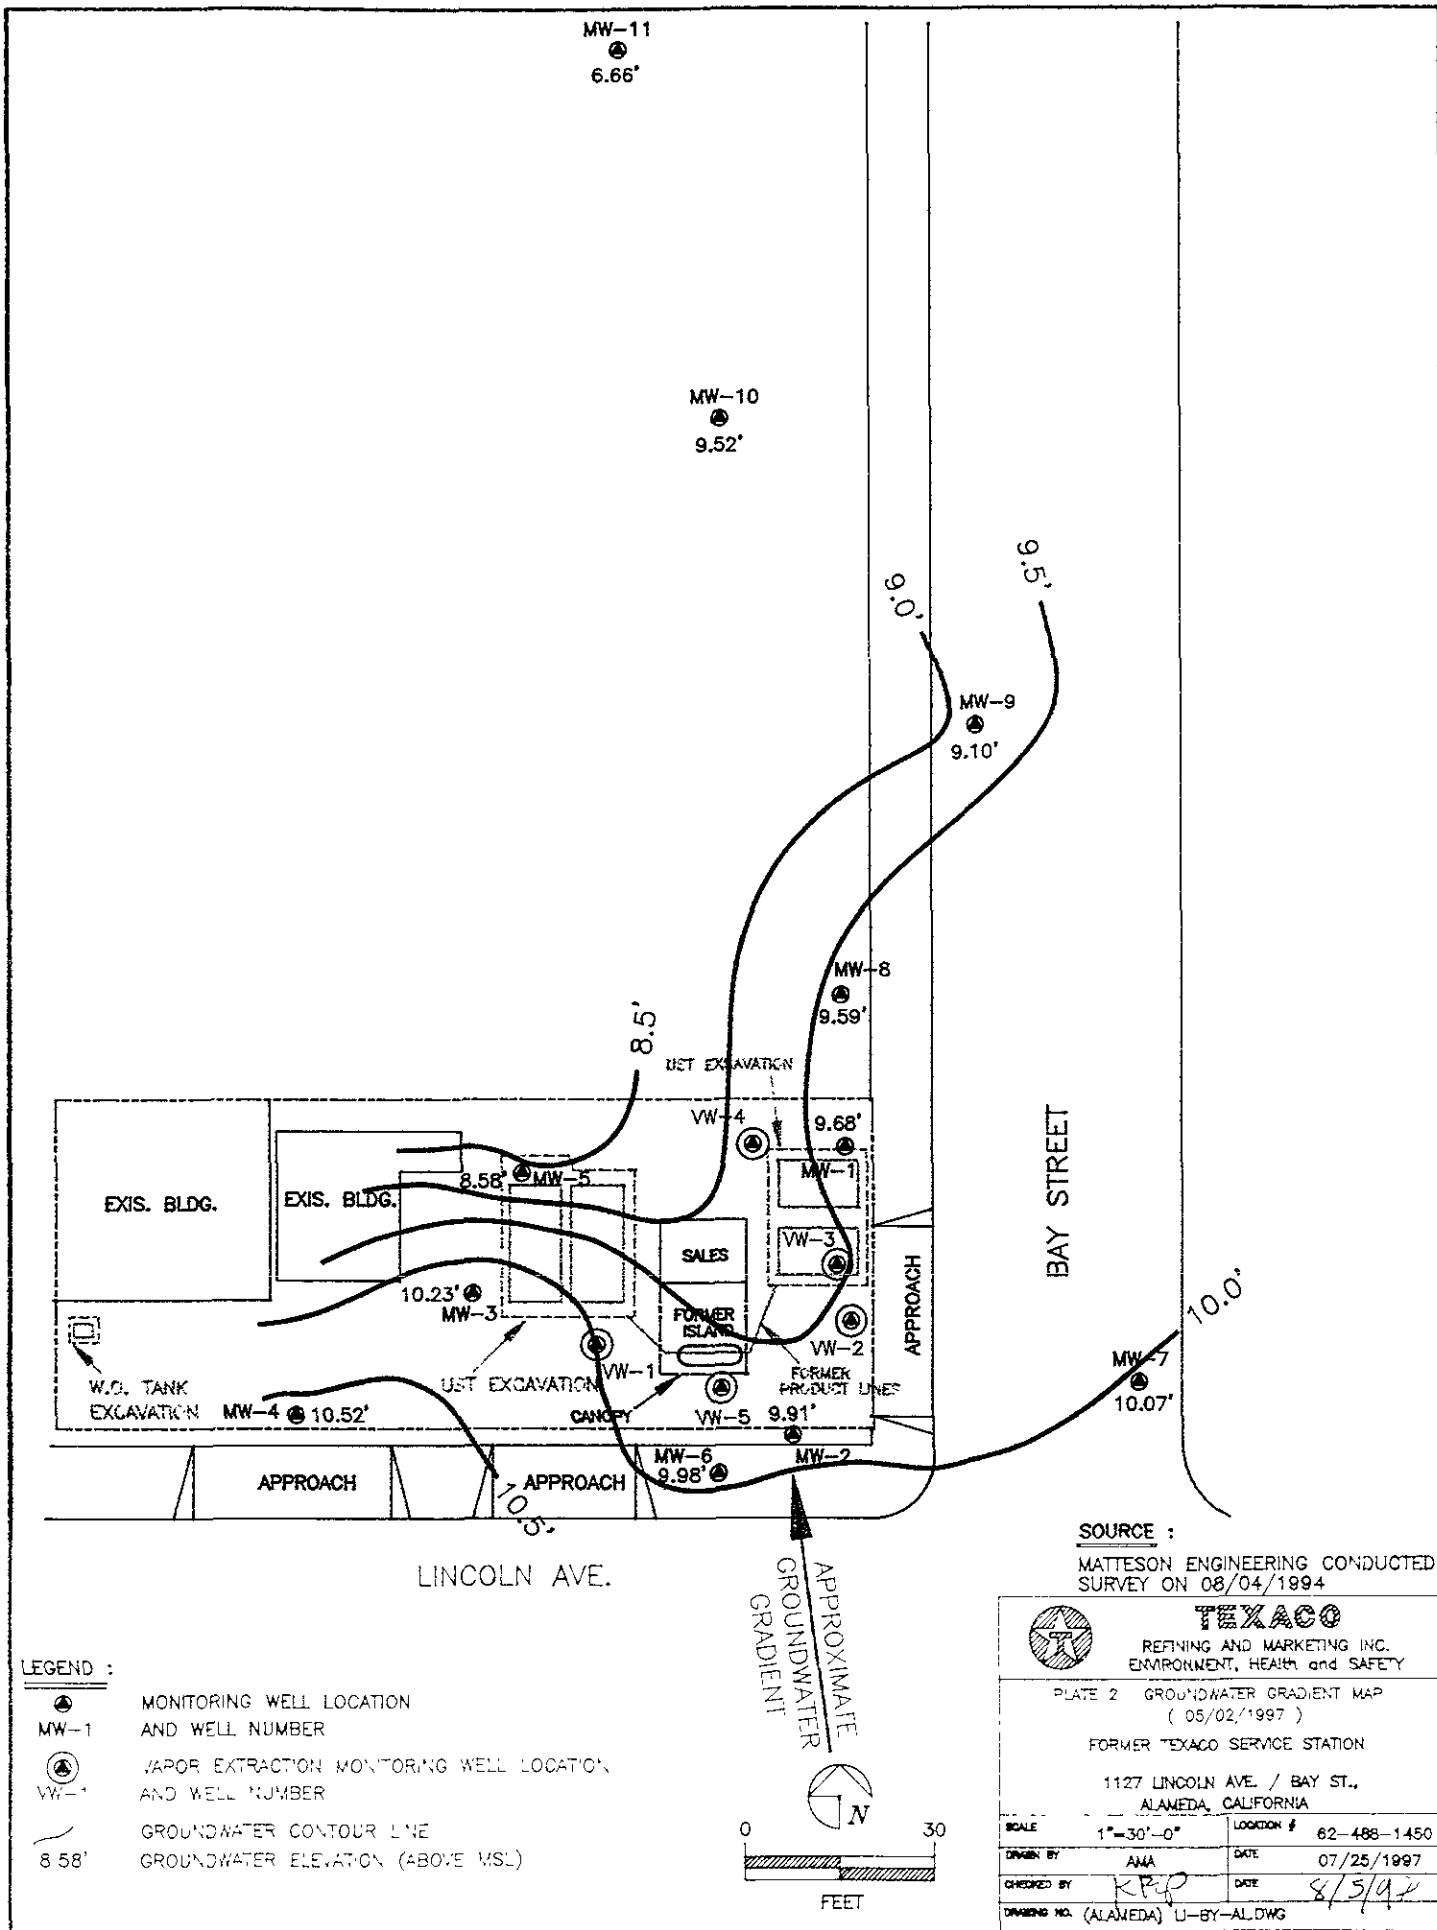 MW-11
6.66'
MW-10
9.52'
9.0'
9.5'
MW-9
9.10'
MW-8
9.59'
8.5'
UST EXCAVATION
VW-4
9.68'
MW-1
8.58'
MW-5
EXIS. BLDG.
EXIS. BLDG.
SALES
VW-3
BAY STREET
APPROACH
10.23'
MW-3
FORMER
ISLAND
VW-2
10.0'
VW-1
MW-7
10.07'
W.O. TANK
EXCAVATION
UST EXCAVATION
FORMER
PRODUCT LINES
MW-4
10.52'
CANOPY
VW-5
9.91'
MW-2
MW-6
9.98'
APPROACH
APPROACH
10.5'
LINCOLN AVE.
APPROXIMATE
GROUNDWATER
GRADIENT
SOURCE :
MATTESON ENGINEERING CONDUCTED
SURVEY ON 08/04/1994
LEGEND :
MONITORING WELL LOCATION
MW-1 AND WELL NUMBER
VAPOR EXTRACTION MONITORING WELL LOCATION
VW-1 AND WELL NUMBER
GROUNDWATER CONTOUR LINE
8.58' GROUNDWATER ELEVATION (ABOVE MSL)
N
0 30
FEET
T
TEXACO
REFINING AND MARKETING INC.
ENVIRONMENT, HEALTH and SAFETY
PLATE 2 GROUNDWATER GRADIENT MAP
( 05/02/1997 )
FORMER TEXACO SERVICE STATION
1127 LINCOLN AVE. / BAY ST.,
ALAMEDA, CALIFORNIA
SCALE 1"=30'-0" LOCATION # 62-488-1450
DRAWN BY AMA DATE 07/25/1997
CHECKED BY DATE
DRAWING NO. (ALAMEDA) LI-BY-AL.DWG